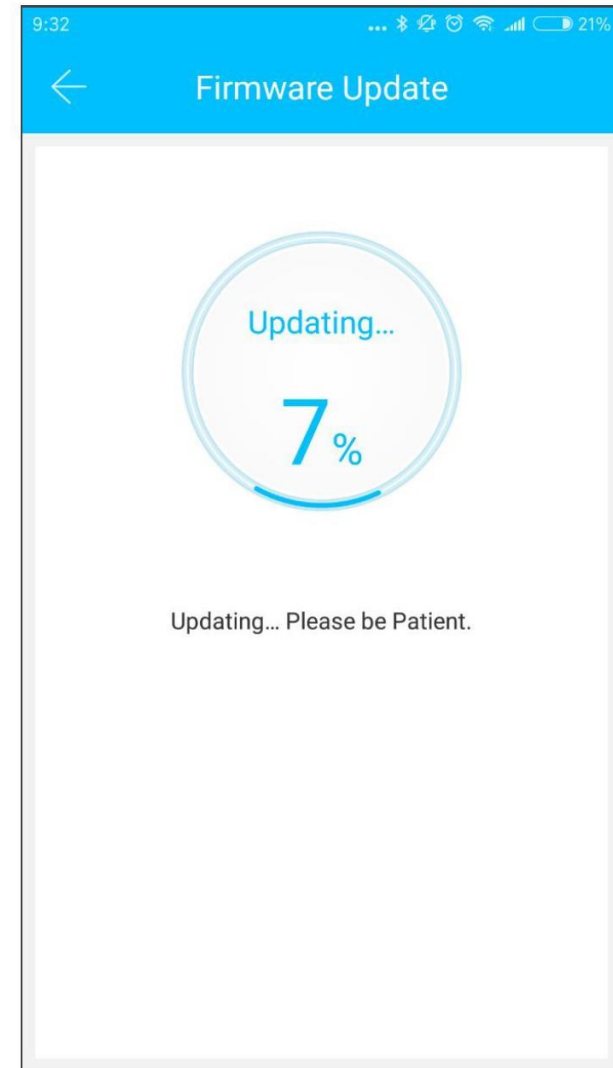 9:32
... 21%
Firmware Update
Updating...
7%
Updating... Please be Patient.